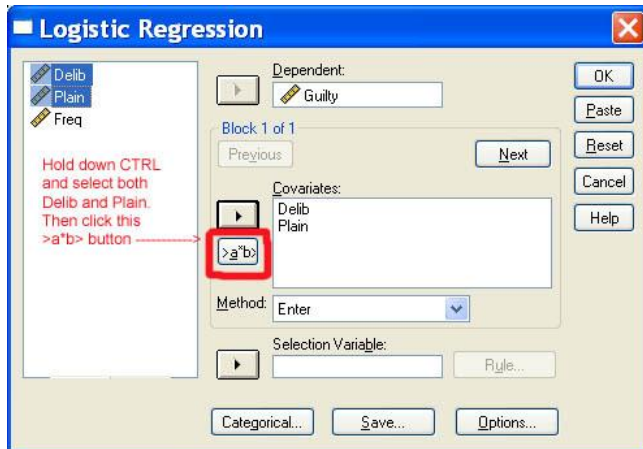 Logistic Regression
Delib
Plain
Freq
Hold down CTRL
and select both
Delib and Plain.
Then click this
>a*b> button ----------->
Dependent:
Guilty
Block 1 of 1
Previous
Next
Covariates:
Delib
Plain
>a*b>
Method:
Enter
Selection Variable:
Rule...
Categorical...
Save...
Options...
OK
Paste
Reset
Cancel
Help